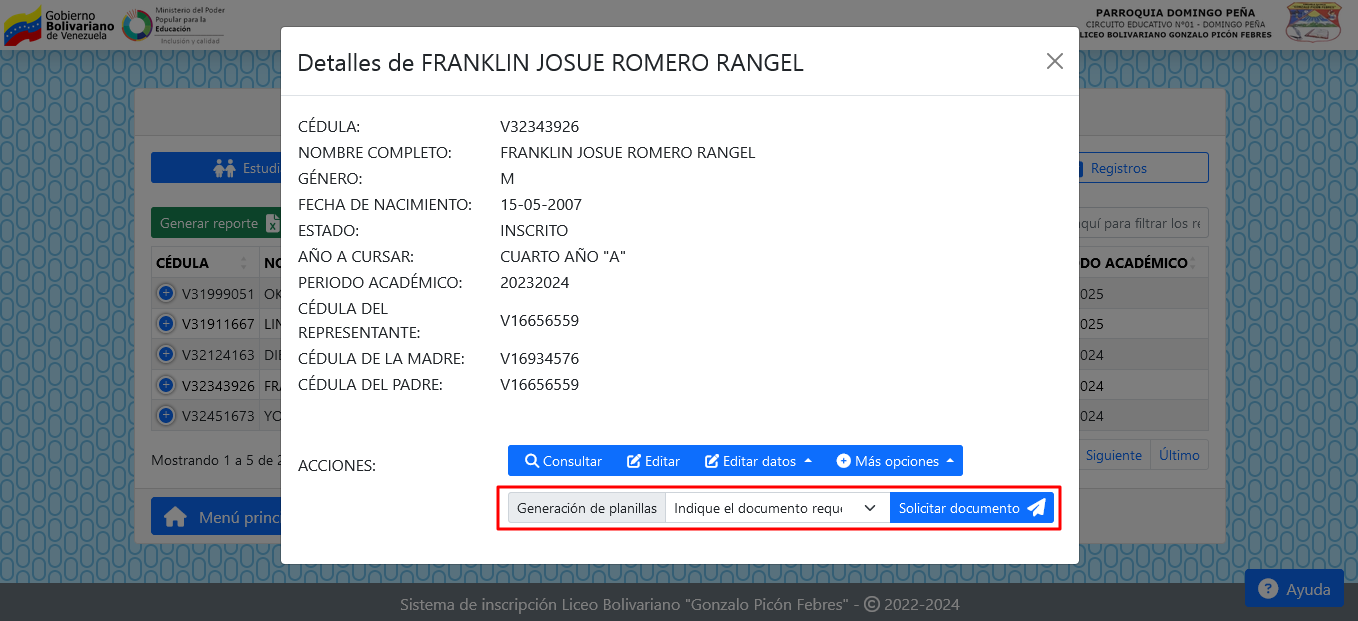 Gobierno
Bolivariano
de Venezuela
Ministerio del Poder
Popular para la
Educación
Inclusión y calidad
PARROQUIA DOMINGO PEÑA
CIRCUITO EDUCATIVO Nº01 - DOMINGO PEÑA
LICEO BOLIVARIANO GONZALO PICÓN FEBRES
Detalles de FRANKLIN JOSUE ROMERO RANGEL
CÉDULA: V32343926
NOMBRE COMPLETO: FRANKLIN JOSUE ROMERO RANGEL
GÉNERO: M
FECHA DE NACIMIENTO: 15-05-2007
ESTADO: INSCRITO
AÑO A CURSAR: CUARTO AÑO "A"
PERIODO ACADÉMICO: 20232024
CÉDULA DEL
REPRESENTANTE: V16656559
CÉDULA DE LA MADRE: V16934576
CÉDULA DEL PADRE: V16656559
ACCIONES: Consultar Editar Editar datos Más opciones
Generación de planillas Indique el documento reque Solicitar documento
Estudi
Registros
Generar reporte
quí para filtrar los re
CÉDULA NO DO ACADÉMICO
V31999051 OK 025
V31911667 LIN 025
V32124163 DIE 024
V32343926 FRA 024
V32451673 YO 024
Mostrando 1 a 5 de 2
Siguiente Último
Menú princi
Ayuda
Sistema de inscripción Liceo Bolivariano "Gonzalo Picón Febres" - © 2022-2024